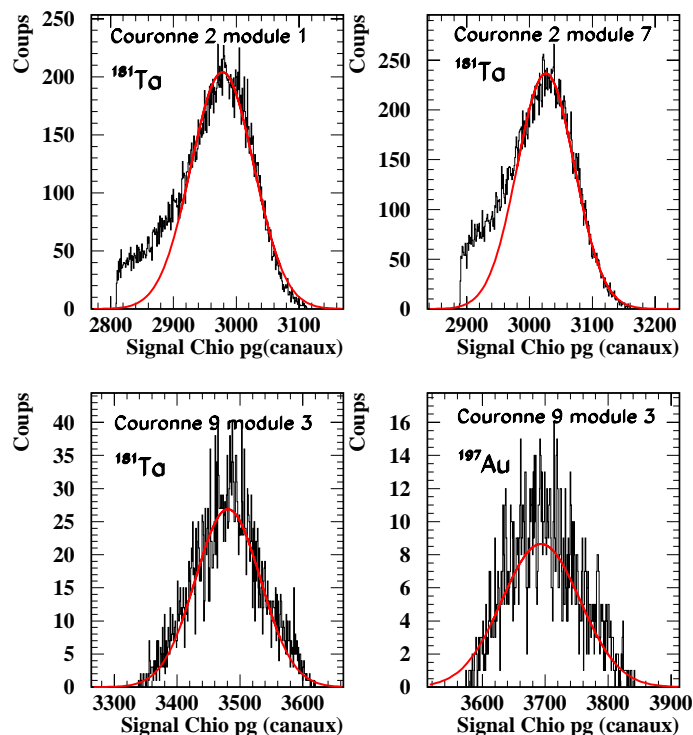 Coups
Couronne 2 module 1
181Ta
200
150
100
50
0
2800 2900 3000 3100
Signal Chio pg(canaux)
Coups
Couronne 2 module 7
181Ta
250
200
150
100
50
0
2900 3000 3100 3200
Signal Chio pg (canaux)
Coups
Couronne 9 module 3
181Ta
40
35
30
25
20
15
10
5
0
3300 3400 3500 3600
Signal Chio pg (canaux)
Coups
Couronne 9 module 3
197Au
16
14
12
10
8
6
4
2
0
3600 3700 3800 3900
Signal Chio pg (canaux)